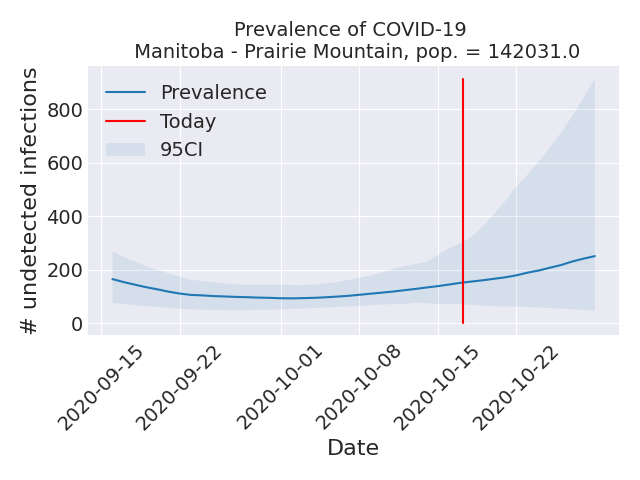 Prevalence of COVID-19
Manitoba - Prairie Mountain, pop. = 142031.0
# undetected infections
800
600
400
200
0
Prevalence
Today
95CI
2020-09-15
2020-09-22
2020-10-01
2020-10-08
2020-10-15
2020-10-22
Date